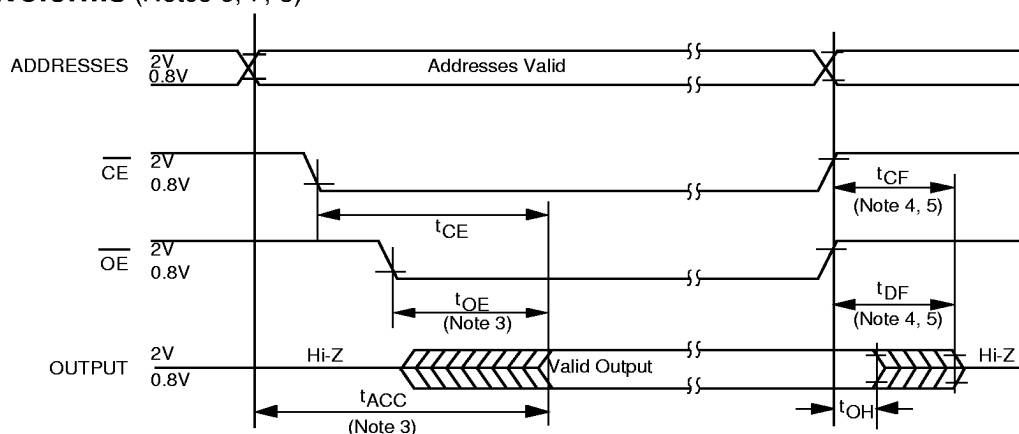 (Notes 6, 7, 8)
ADDRESSES
2V
0.8V
Addresses Valid
CE
2V
0.8V
tCE
tCF
(Note 4, 5)
OE
2V
0.8V
tOE
(Note 3)
tDF
(Note 4, 5)
OUTPUT
2V
0.8V
Hi-Z
Valid Output
Hi-Z
tACC
(Note 3)
tOH